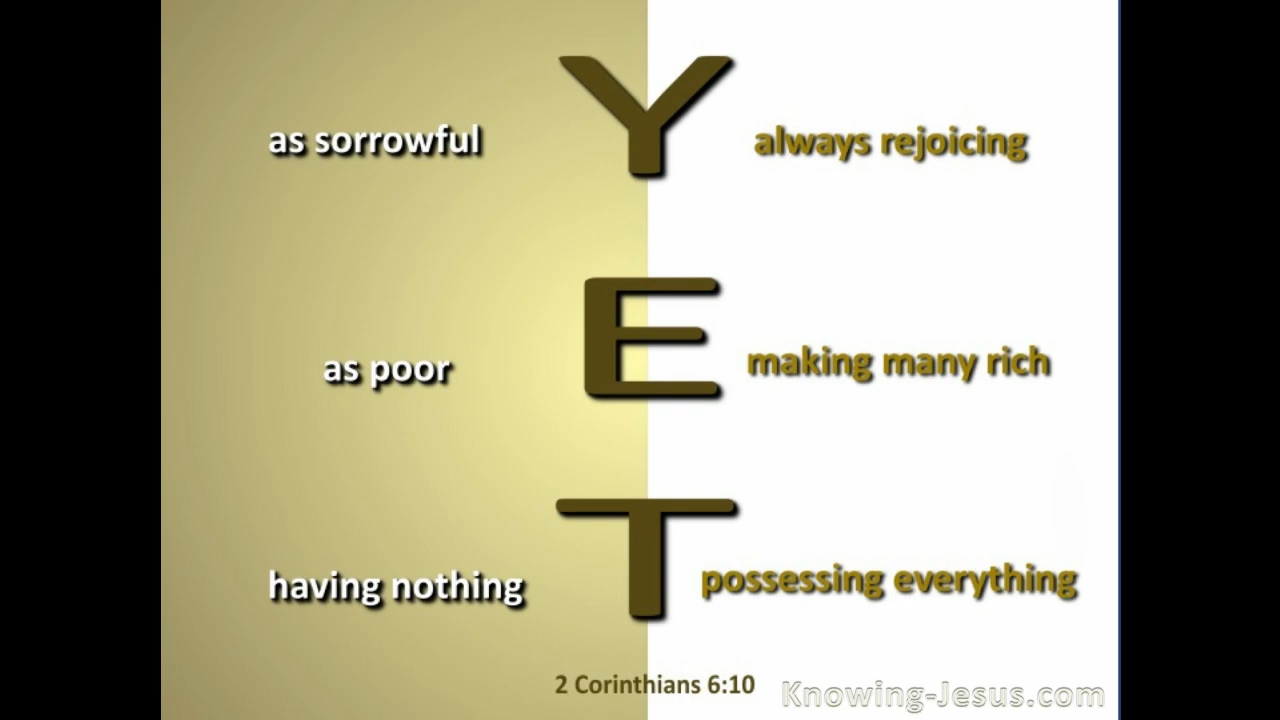 as sorrowful Y always rejoicing
as poor E making many rich
having nothing T possessing everything
2 Corinthians 6:10
Knowing-Jesus.com